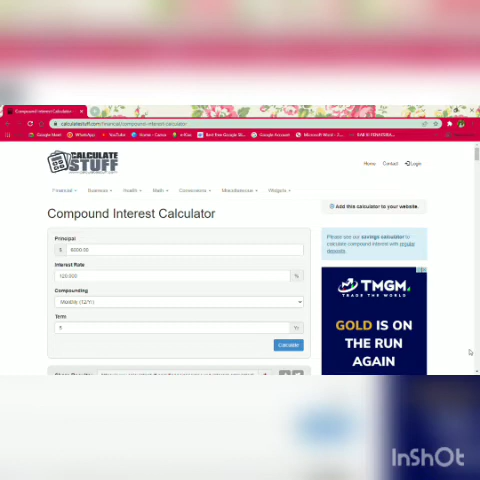 Compound Interest Calculator
calculatestuff.com/financial/compound-interest-calculator
Google Meet WhatsApp YouTube Home - Canva Google Account
CALCULATE
STUFF
Home Contact Login
Financial Business Health Math Conversions Miscellaneous Widgets
Compound Interest Calculator
Add this calculator to your website.
Principal
$ 6000.00
Interest Rate
120.000 %
Compounding
Monthly (12/Yr)
Term
5 Yr
Calculate
Please use our savings calculator to
calculate compound interest with regular
deposits.
TMGM
TRADE THE WORLD
GOLD IS ON
THE RUN
AGAIN
InShOt